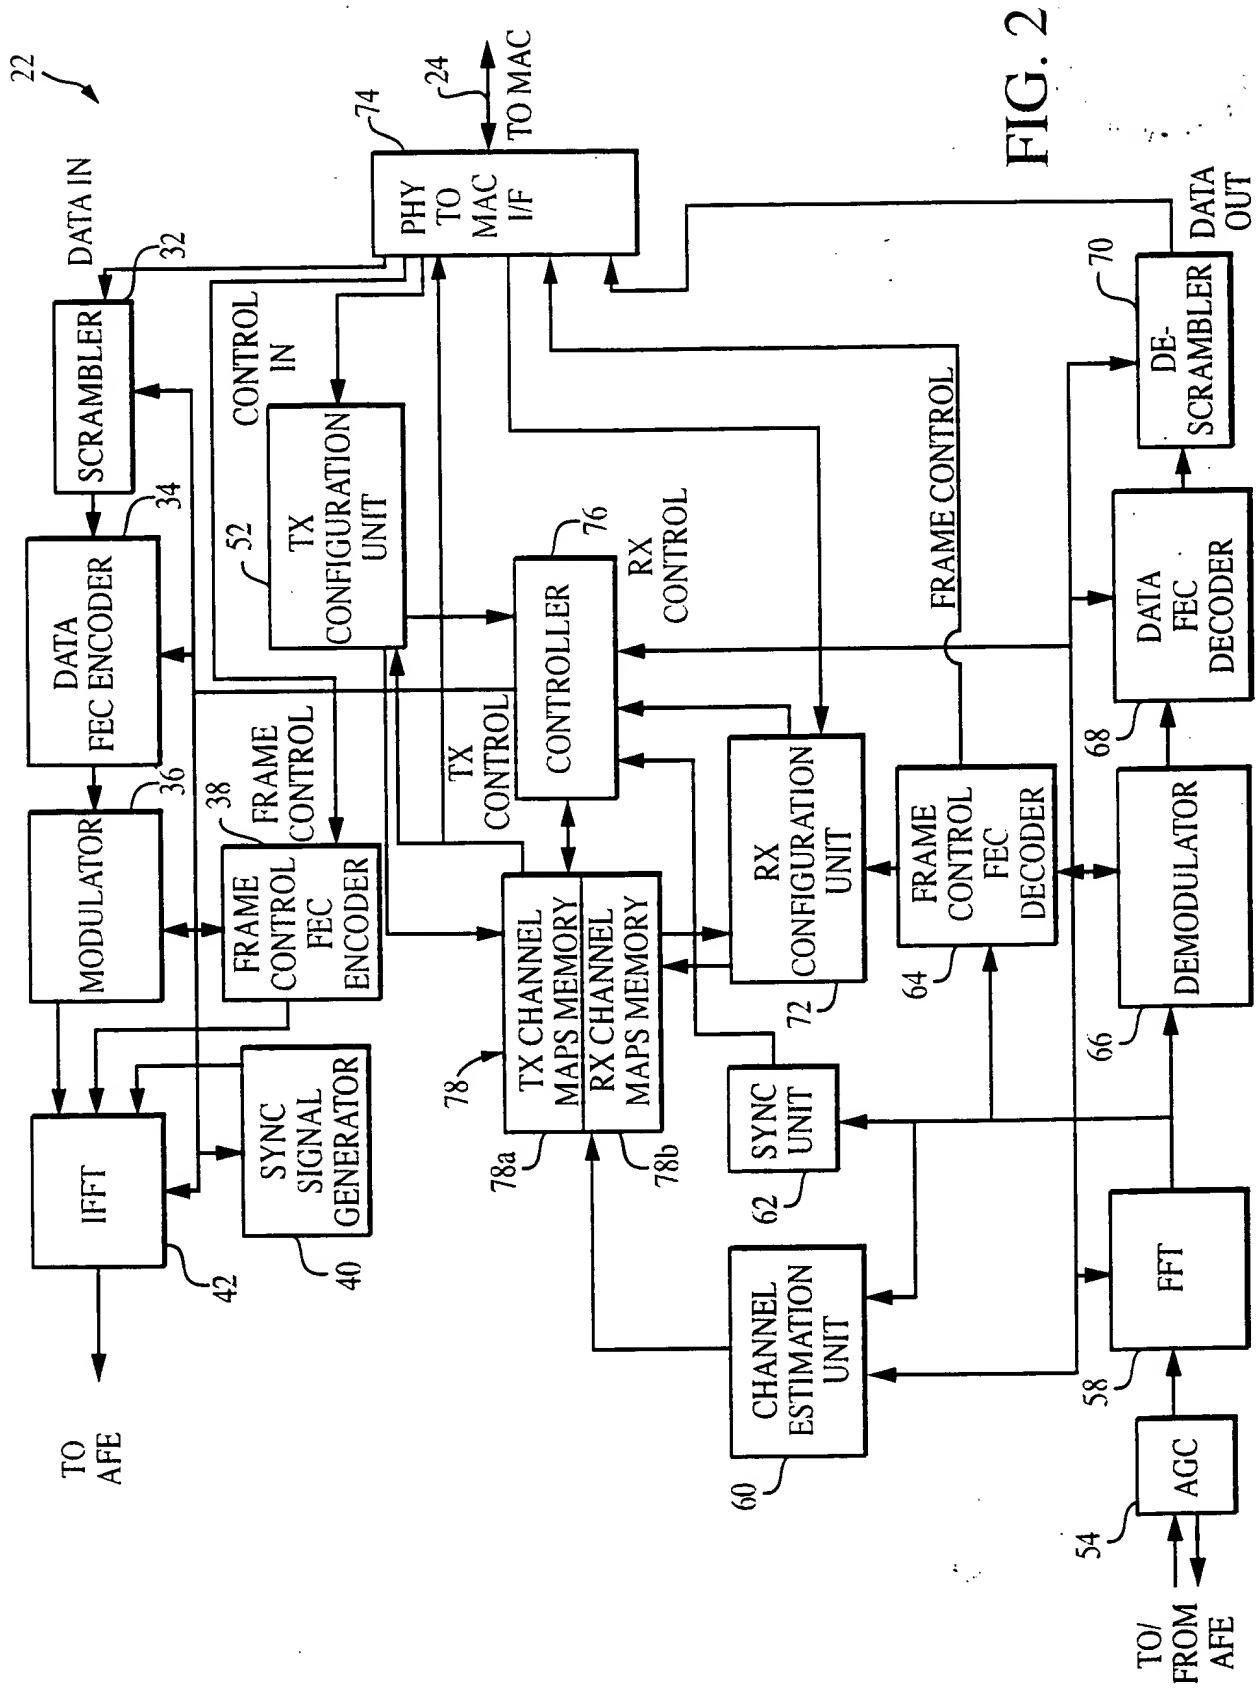 22
DATA IN
32
SCRAMBLER
34
DATA
FEC ENCODER
36
MODULATOR
IFFT
42
TO
AFE
CONTROL
IN
FRAME
CONTROL
38
FRAME
CONTROL
FEC
ENCODER
SYNC
SIGNAL
GENERATOR
40
74
PHY
TO
MAC
I/F
24
TO MAC
52
TX
CONFIGURATION
UNIT
TX
CONTROL
76
CONTROLLER
RX
CONTROL
78
TX CHANNEL
MAPS MEMORY
RX CHANNEL
MAPS MEMORY
78a
78b
RX
CONFIGURATION
UNIT
72
SYNC
UNIT
62
CHANNEL
ESTIMATION
UNIT
60
FRAME CONTROL
FRAME
CONTROL
FEC
DECODER
64
TO/
FROM
AFE
AGC
54
FFT
58
DEMODULATOR
66
DATA
FEC
DECODER
68
DE-
SCRAMBLER
70
DATA
OUT
FIG. 2